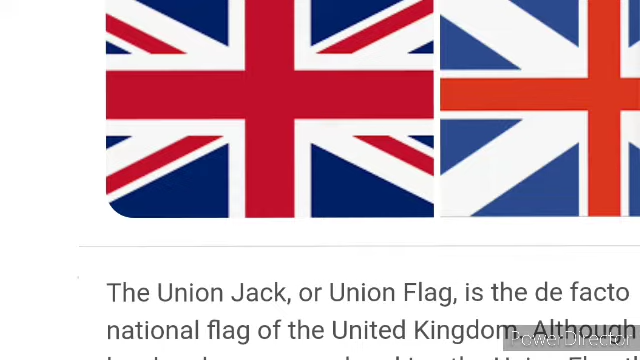 The Union Jack, or Union Flag, is the de facto
national flag of the United Kingdom. Although
PowerDirector